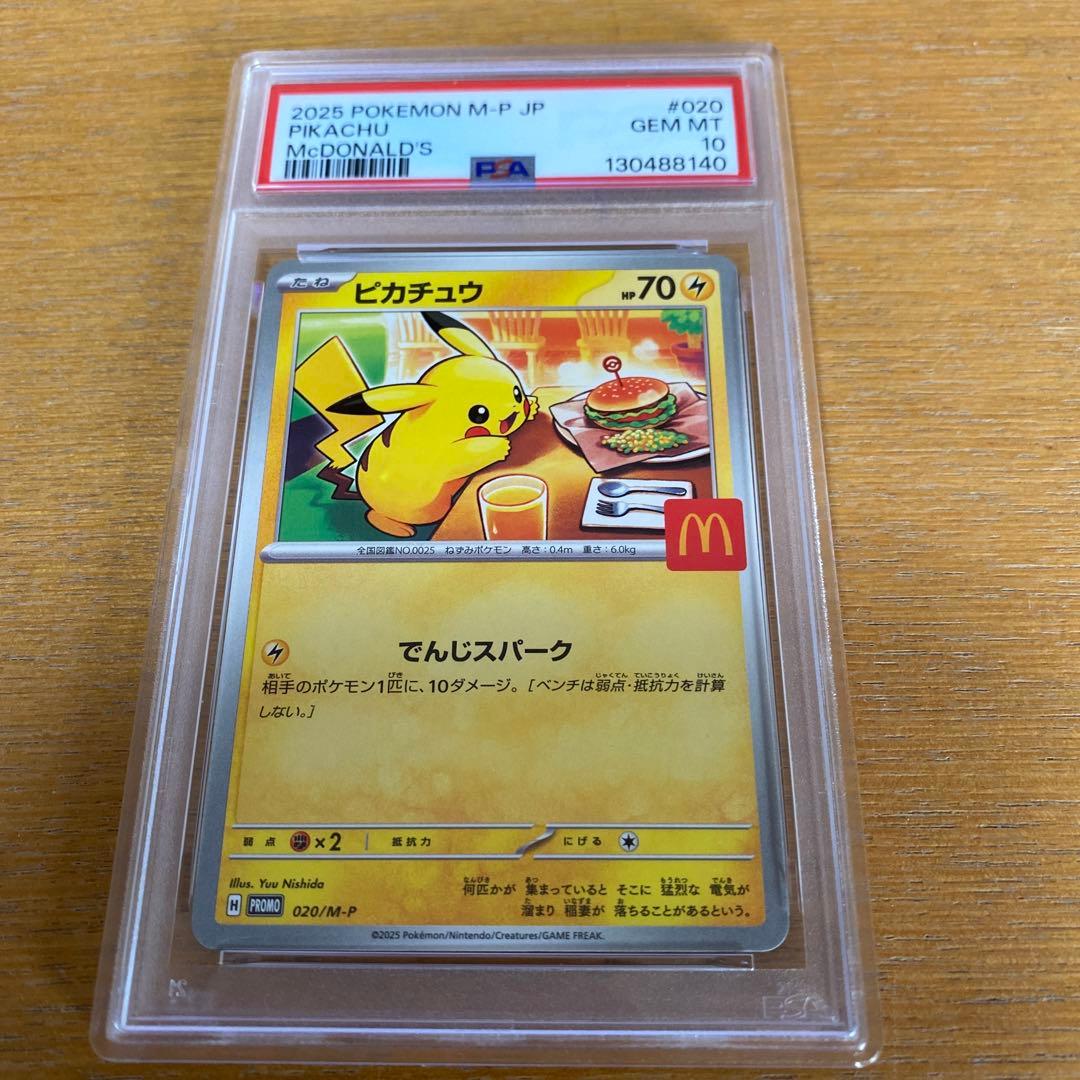 2025 POKEMON M-P JP #020
PIKACHU GEM MT
McDONALD'S 10
PSA 130488140
たね ピカチュウ HP70
全国図鑑NO.0025 ねずみポケモン 高さ:0.4m 重さ:6.0kg
でんじスパーク
相手のポケモン1匹に、10ダメージ。[ベンチは弱点・抵抗力を計算
しない。]
弱点 ×2 抵抗力 にげる
Illus. Yuu Nishida
何匹かが 集まっていると そこに 猛烈な 電気が
溜まり 稲妻が 落ちることがあるという。
H PROMO 020/M-P
©2025 Pokémon/Nintendo/Creatures/GAME FREAK.
PSA